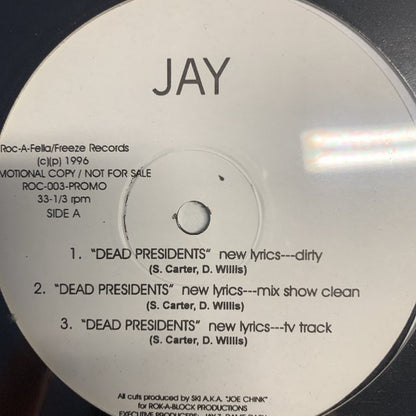 JAY
Roc-A-Fella/Freeze Records
(c)(p) 1996
MOTIONAL COPY / NOT FOR SALE
ROC-003-PROMO
33-1/3 rpm
SIDE A
1. "DEAD PRESIDENTS" new lyrics---dirty
(S. Carter, D. Willis)
2. "DEAD PRESIDENTS" new lyrics---mix show clean
(S. Carter, D. Willis)
3. "DEAD PRESIDENTS" new lyrics---tv track
(S. Carter, D. Willis)
All cuts produced by SKI A.K.A. "JOE CHINK"
for ROK-A-BLOCK PRODUCTIONS
EXECUTIVE PRODUCERS: